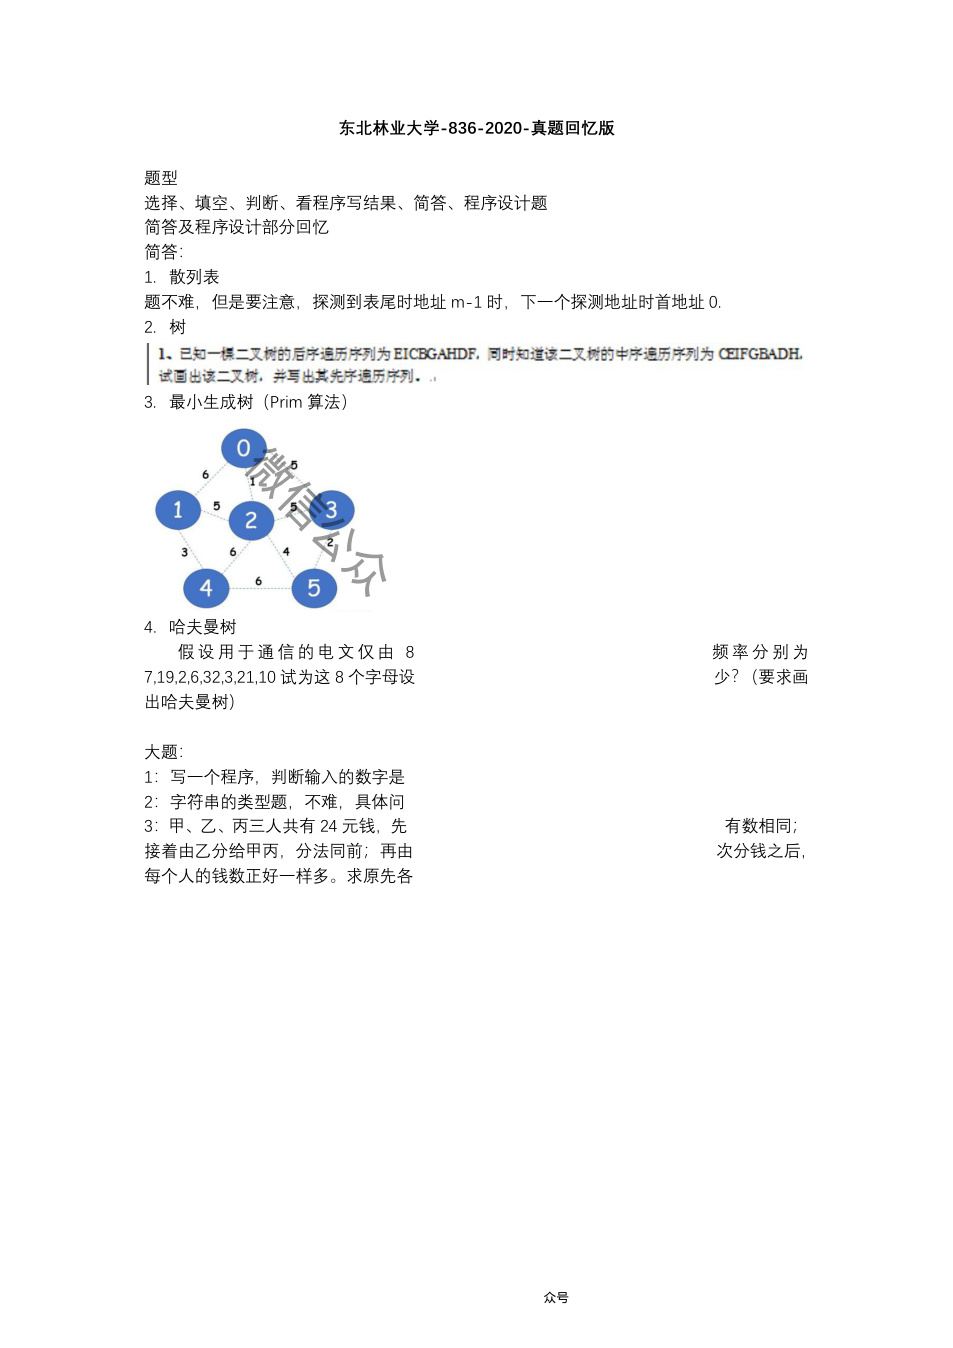 东北林业大学-836-2020-真题回忆版
题型
选择、填空、判断、看程序写结果、简答、程序设计题
简答及程序设计部分回忆
简答：
1. 散列表
题不难，但是要注意，探测到表尾时地址 m-1 时，下一个探测地址时首地址 0.
2. 树
1、已知一棵二叉树的后序遍历序列为 EICBGAHDF, 同时知道该二叉树的中序遍历序列为 CEIFGBADH,
试画出该二叉树，并写出其先序遍历序列。
3. 最小生成树（Prim 算法）
0
6 1 5
1 5 2 5 3
3 6 4 2
4 6 5
微信公众
4. 哈夫曼树
假设用于通信的电文仅由 8 频率分别为
7,19,2,6,32,3,21,10 试为这 8 个字母设 少？（要求画
出哈夫曼树）
大题：
1：写一个程序，判断输入的数字是
2：字符串的类型题，不难，具体问
3：甲、乙、丙三人共有 24 元钱，先 有数相同；
接着由乙分给甲丙，分法同前；再由 次分钱之后，
每个人的钱数正好一样多。求原先各
众号